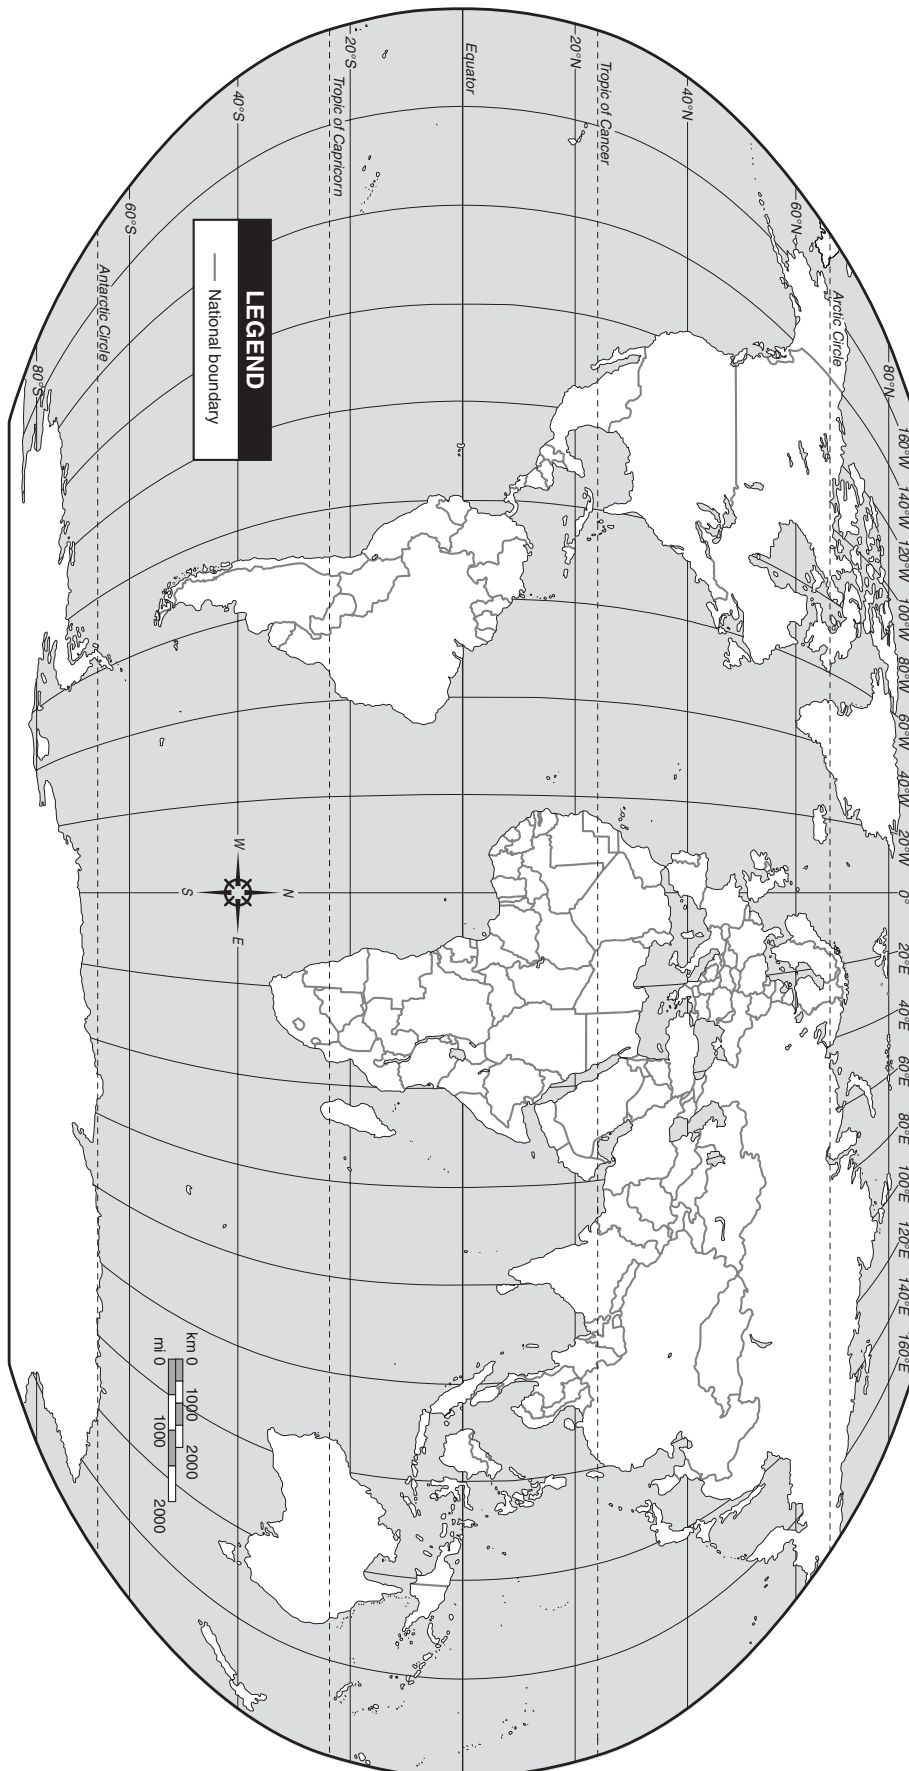 80°N
160°W
140°W
120°W
100°W
80°W
60°W
40°W
20°W
0°
20°E
40°E
60°E
80°E
100°E
120°E
140°E
160°E
Arctic Circle
60°N
40°N
Tropic of Cancer
20°N
Equator
20°S
Tropic of Capricorn
40°S
60°S
Antarctic Circle
80°S
LEGEND
National boundary
N
W
E
S
km 0 1000 2000
mi 0 1000 2000